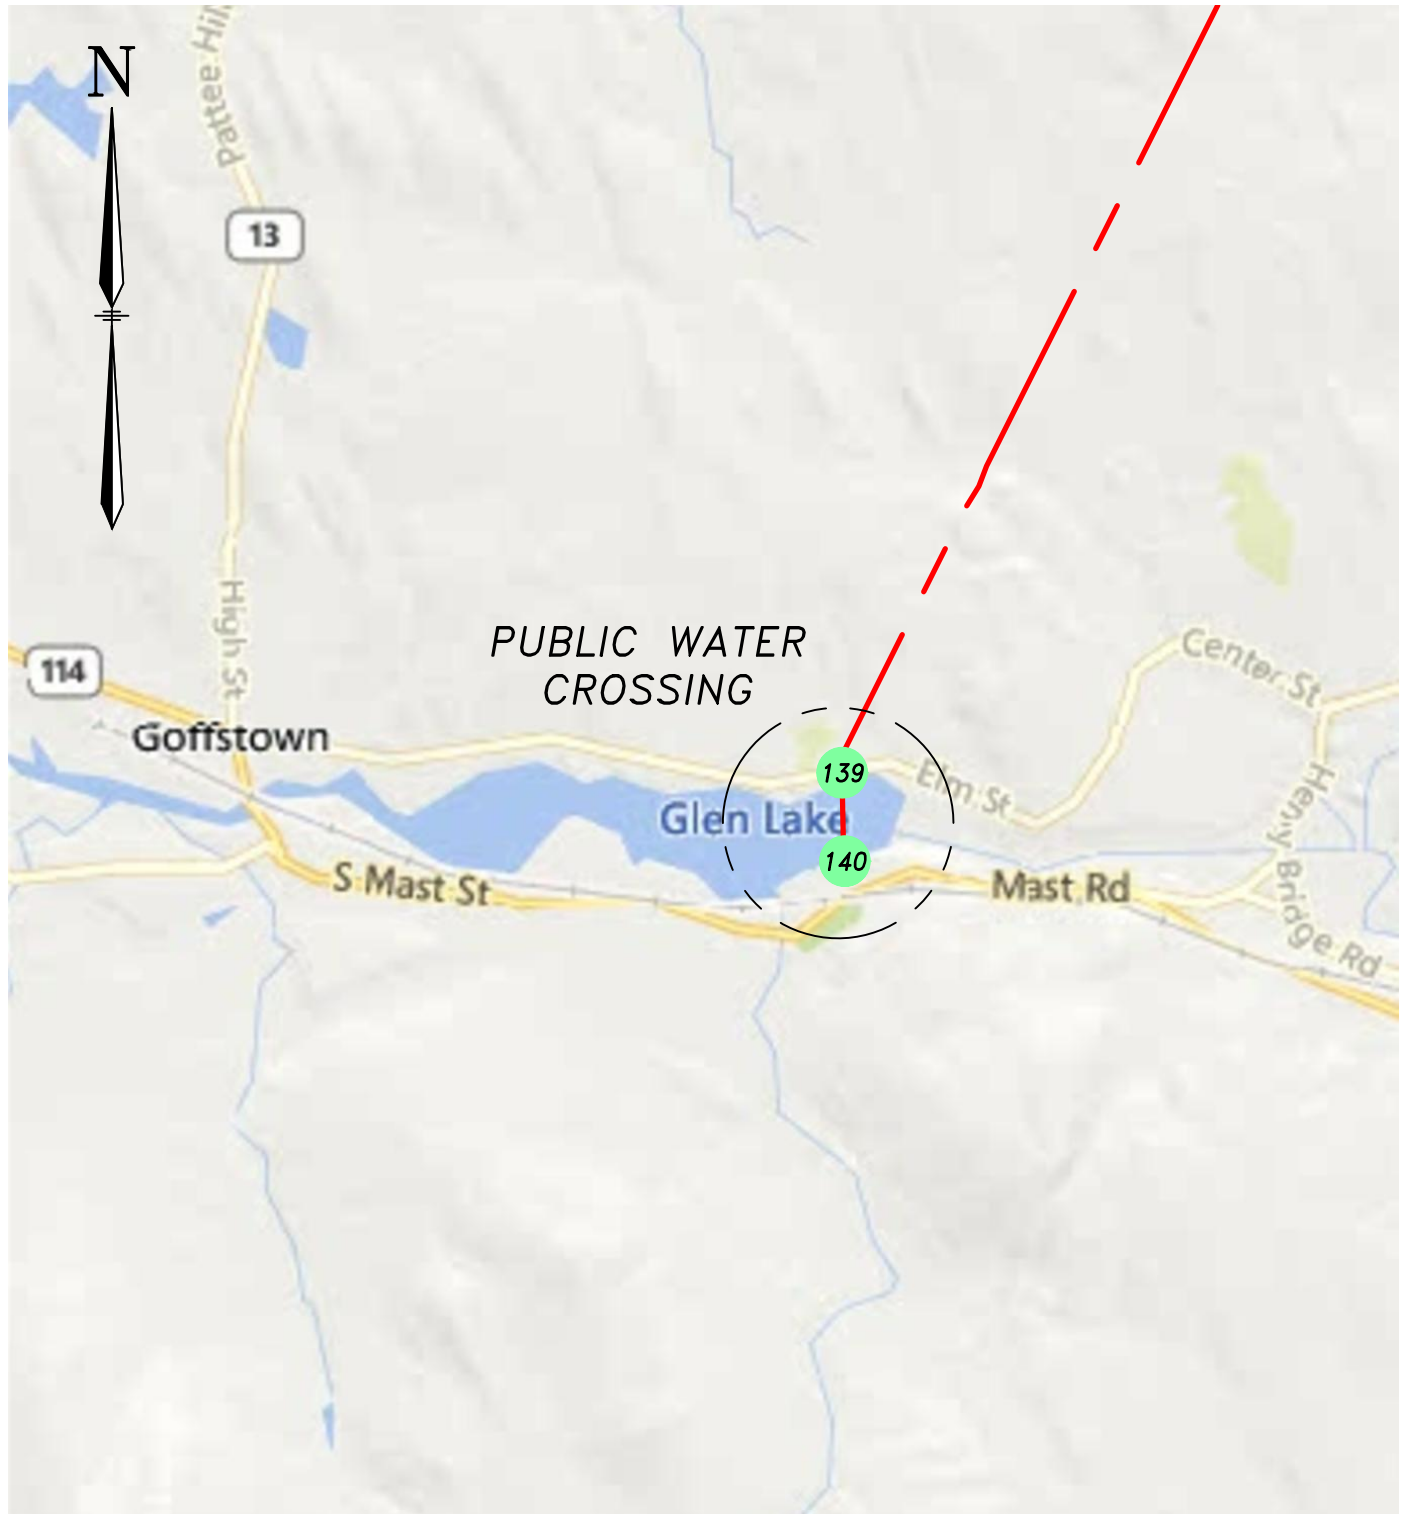 Pattee Hill
N
13
High St
PUBLIC WATER
CROSSING
Center St
114
Goffstown
139
Elm St
Henry Bridge Rd
Glen Lake
140
S Mast St
Mast Rd